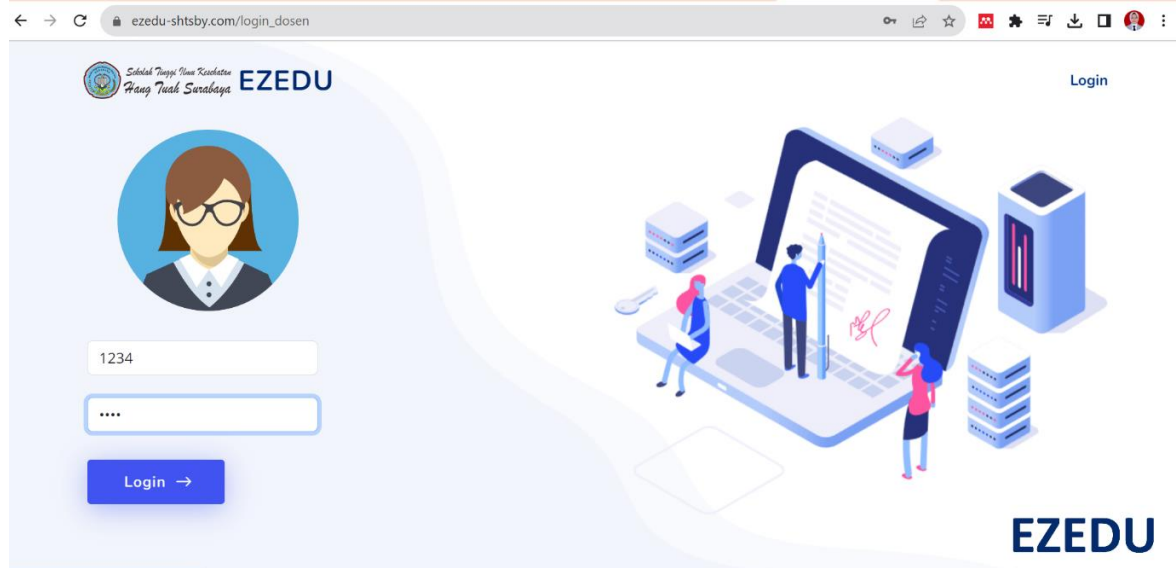 ezedu-shtsby.com/login_dosen
Sekolah Tinggi Ilmu Kesehatan
Hang Tuah Surabaya
EZEDU
Login
1234
••••
Login →
EZEDU